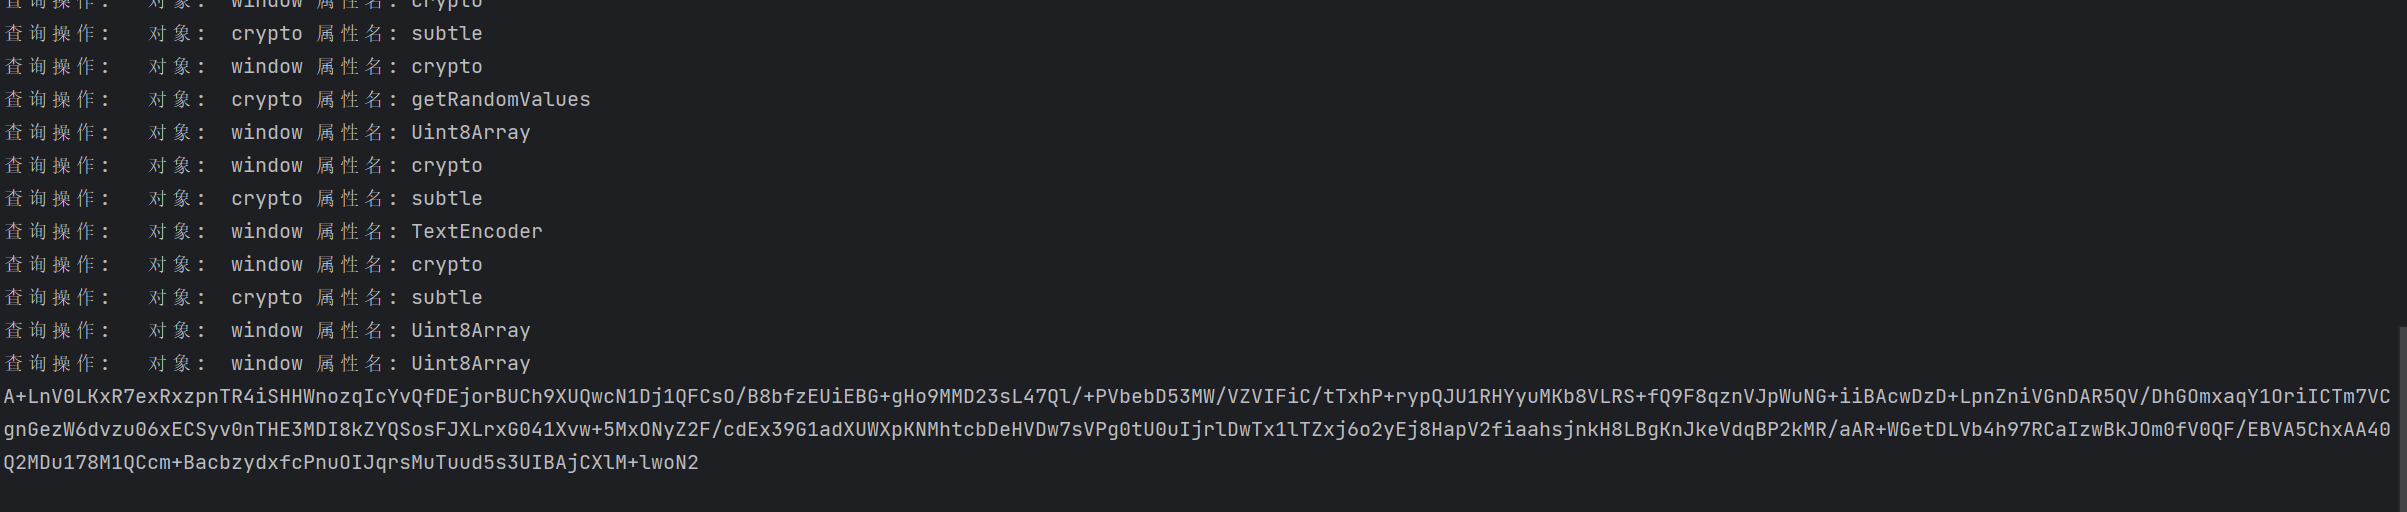 查询操作:   对象:  window 属性名: crypto
查询操作:   对象:  crypto 属性名: subtle
查询操作:   对象:  window 属性名: crypto
查询操作:   对象:  crypto 属性名: getRandomValues
查询操作:   对象:  window 属性名: Uint8Array
查询操作:   对象:  window 属性名: crypto
查询操作:   对象:  crypto 属性名: subtle
查询操作:   对象:  window 属性名: TextEncoder
查询操作:   对象:  window 属性名: crypto
查询操作:   对象:  crypto 属性名: subtle
查询操作:   对象:  window 属性名: Uint8Array
查询操作:   对象:  window 属性名: Uint8Array
A+LnV0LKxR7exRxzpnTR4iSHHWnozqIcYvQfDEjorBUCh9XUQwcN1Dj1QFCsO/B8bfzEUiEBG+gHo9MMD23sL47Ql/+PVbebD53MW/VZVIFiC/tTxhP+rypQJU1RHYyuMKb8VLRS+fQ9F8qznVJpWuNG+iiBAcwDzD+LpnZniVGnDAR5QV/DhGOmxaqY1OriICTm7VC
gnGezW6dvzu06xECSyv0nTHE3MDI8kZYQSosFJXLrxG041Xvw+5MxONyZ2F/cdEx39G1adXUWXpKNMhtcbDeHVDw7sVPg0tU0uIjrlDwTx1lTZxj6o2yEj8HapV2fiaahsjnkH8LBgKnJkeVdqBP2kMR/aAR+WGetDLVb4h97RCaIzwBkJOm0fV0QF/EBVA5ChxAA40
Q2MDu178M1QCcm+BacbzydxfcPnuOIJqrsMuTuud5s3UIBAjCXlM+lwoN2